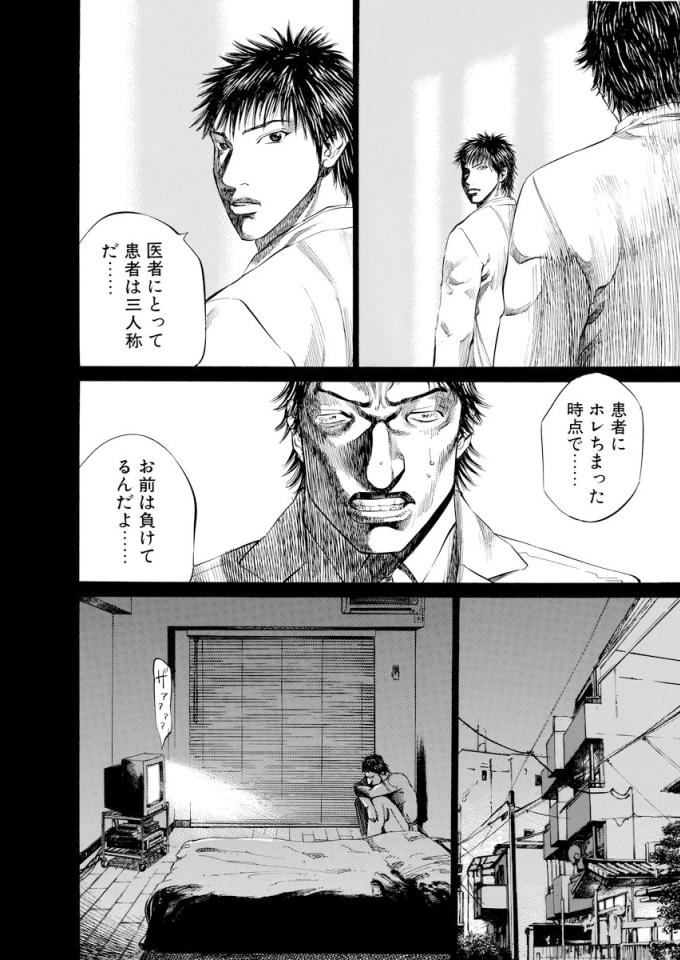 医者にとって
患者は三人称
だ……
患者に
ホレちまった
時点で……
お前は負けて
るんだよ……
ザァァァァ